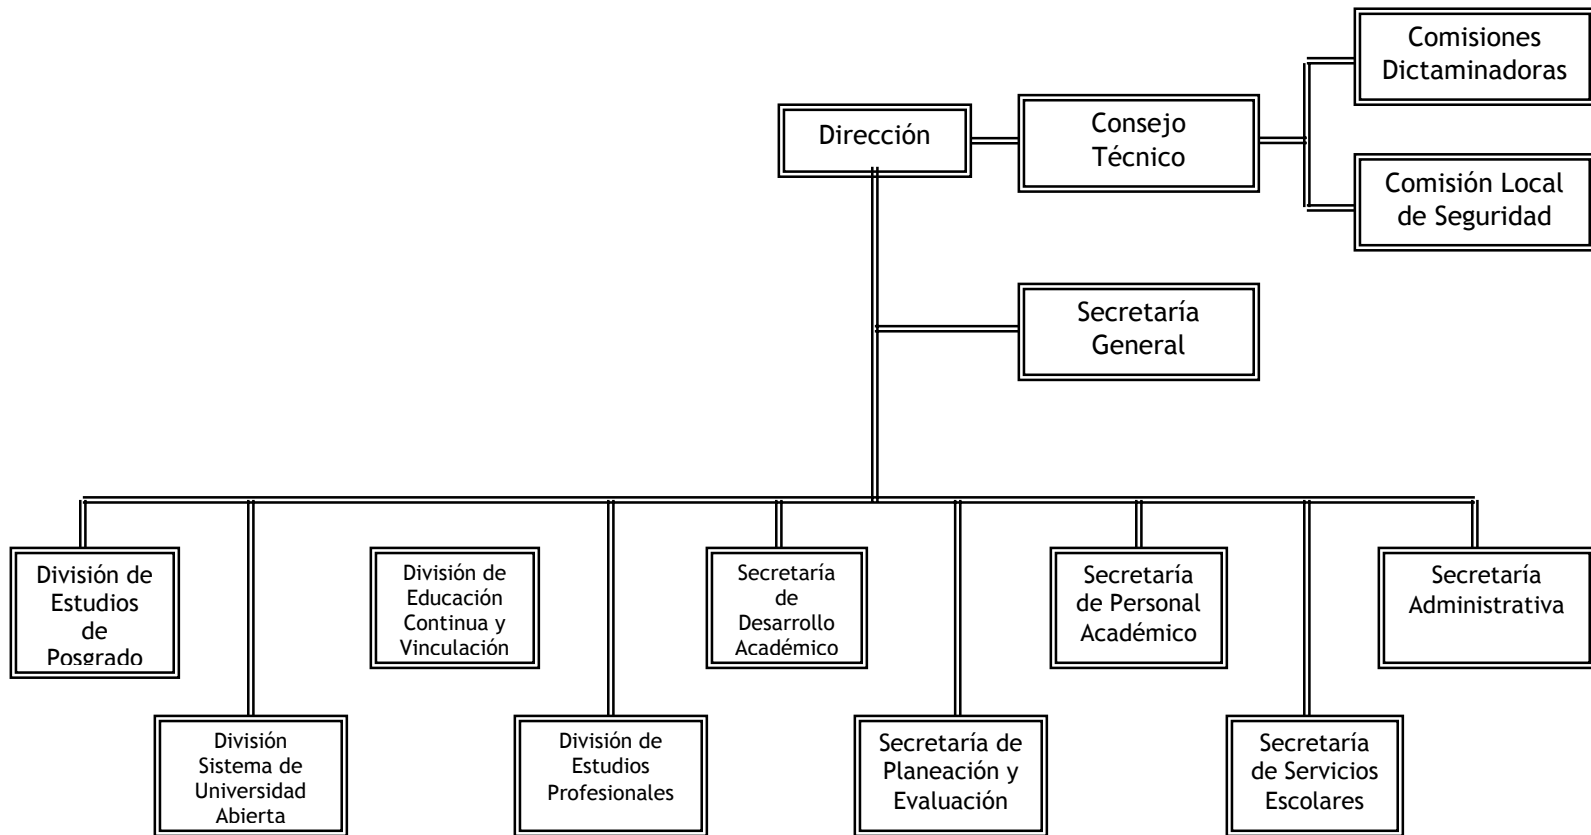 Comisiones
Dictaminadoras
Dirección
Consejo
Técnico
Comisión Local
de Seguridad
Secretaría
General
División de
Estudios
de
Posgrado
División de
Educación
Continua y
Vinculación
Secretaría
de
Desarrollo
Académico
Secretaría
de Personal
Académico
Secretaría
Administrativa
División
Sistema de
Universidad
Abierta
División de
Estudios
Profesionales
Secretaría de
Planeación y
Evaluación
Secretaría
de Servicios
Escolares